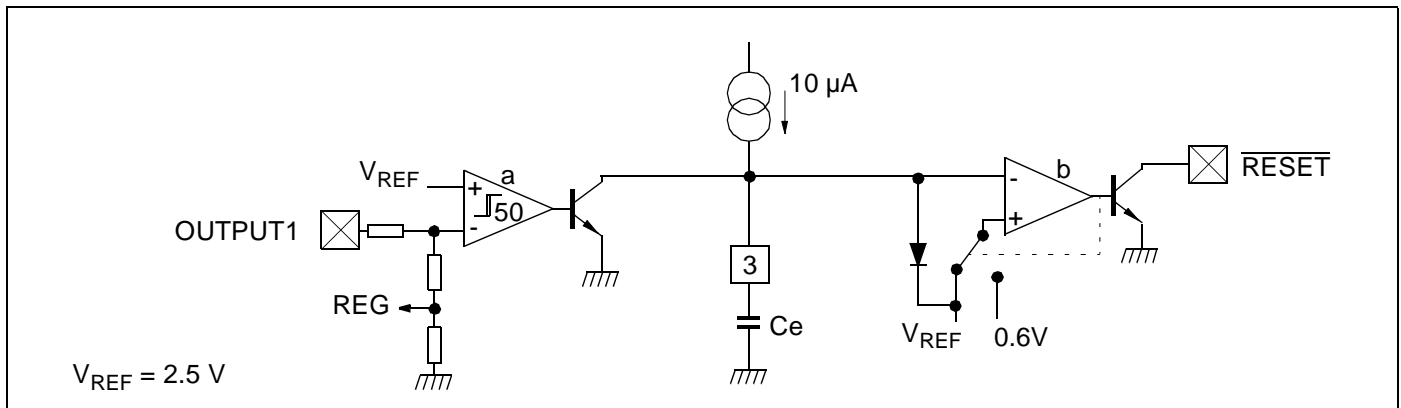 10 µA
V_REF
+
a
50
-
OUTPUT1
REG
3
Ce
-
b
+
RESET
V_REF
0.6V
V_REF = 2.5 V